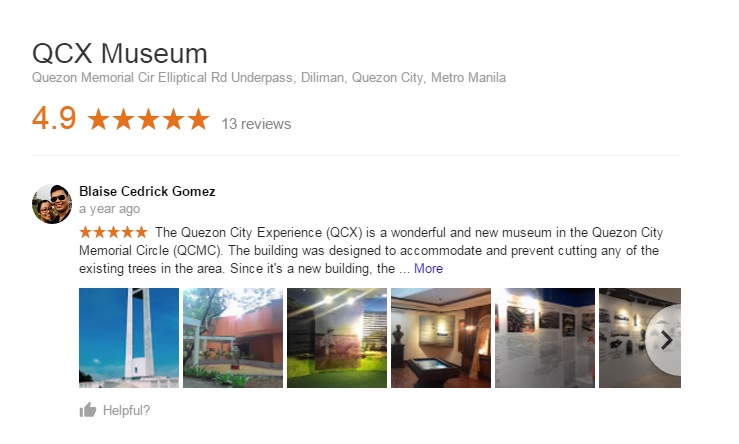 QCX Museum
Quezon Memorial Cir Elliptical Rd Underpass, Diliman, Quezon City, Metro Manila
4.9 13 reviews
Blaise Cedrick Gomez
a year ago
The Quezon City Experience (QCX) is a wonderful and new museum in the Quezon City
Memorial Circle (QCMC). The building was designed to accommodate and prevent cutting any of the
existing trees in the area. Since it's a new building, the ... More
Helpful?